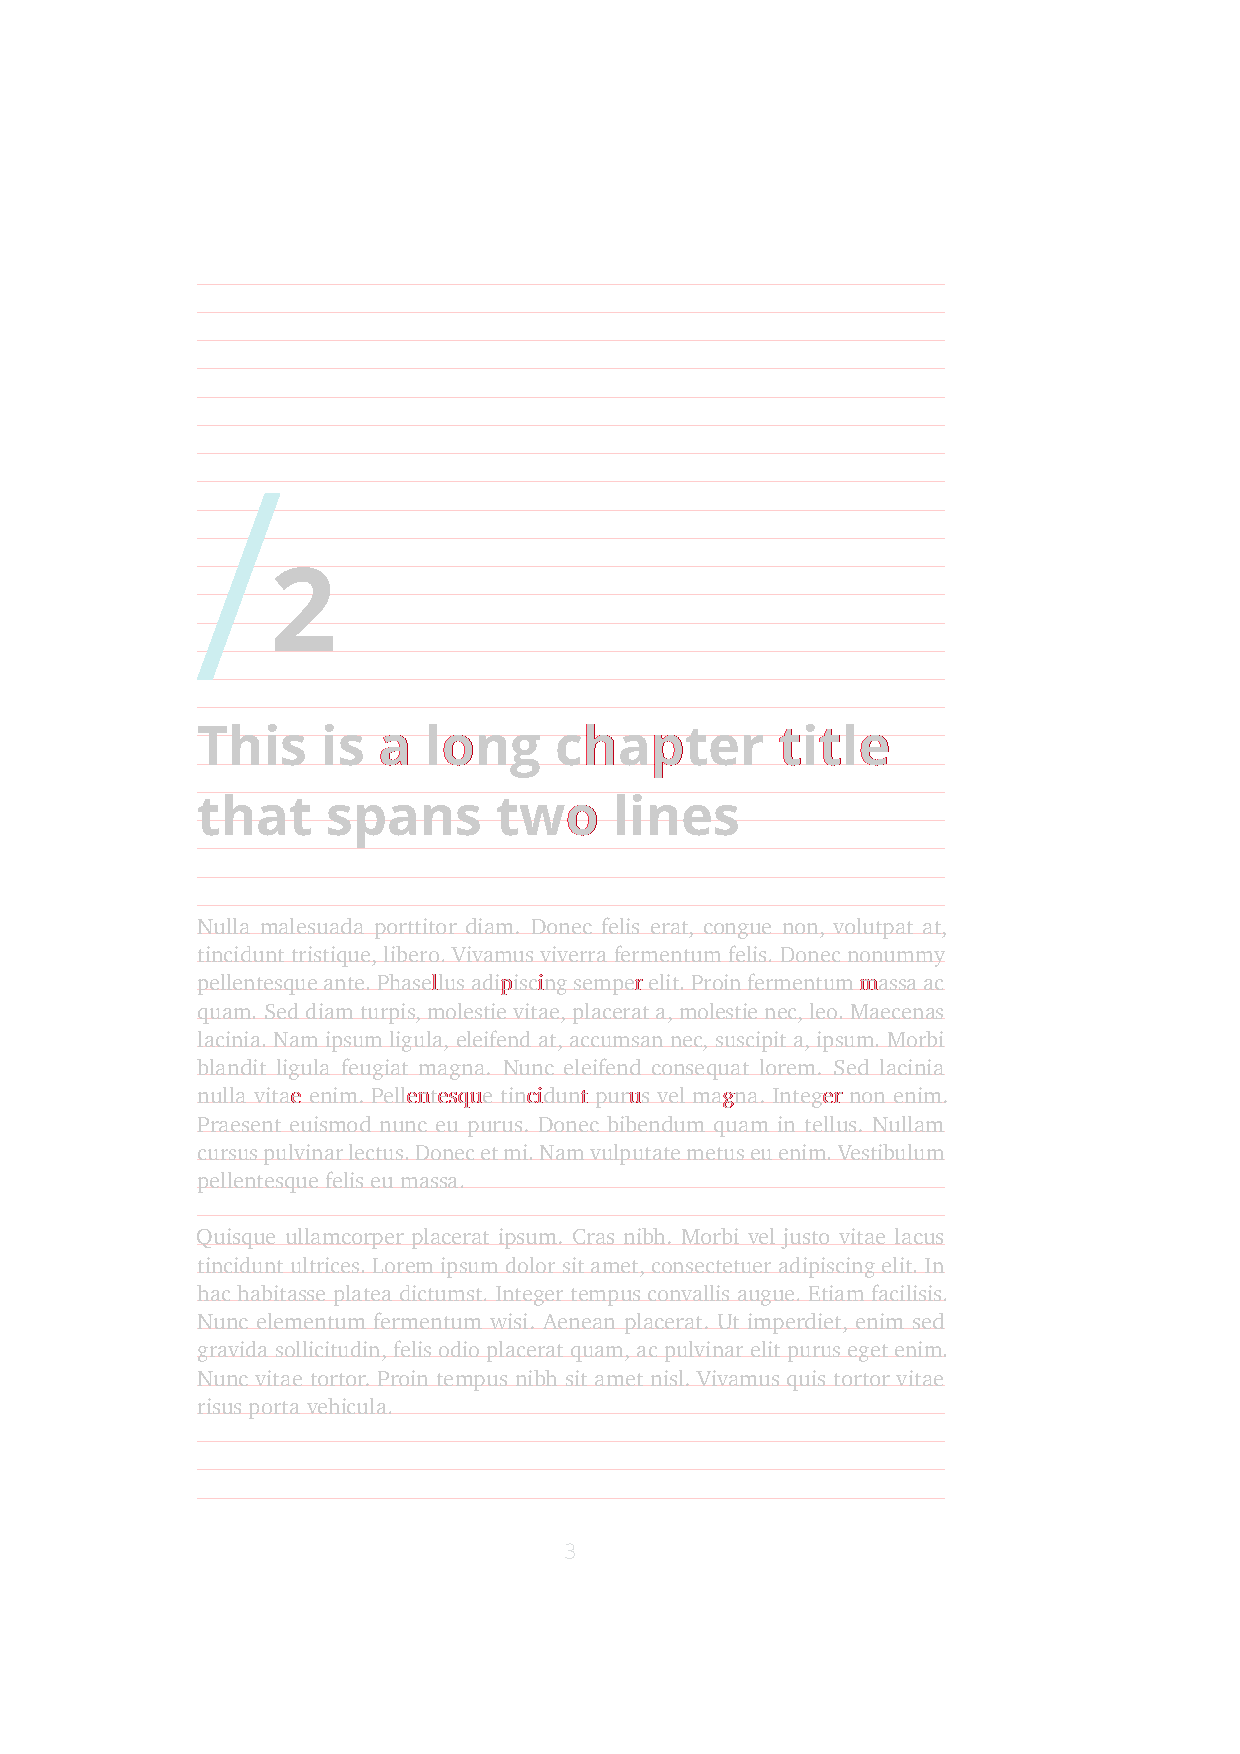 /2
This is a long chapter title
that spans two lines
Nulla malesuada porttitor diam. Donec felis erat, congue non, volutpat at,
tincidunt tristique, libero. Vivamus viverra fermentum felis. Donec nonummy
pellentesque ante. Phasellus adipiscing semper elit. Proin fermentum massa ac
quam. Sed diam turpis, molestie vitae, placerat a, molestie nec, leo. Maecenas
lacinia. Nam ipsum ligula, eleifend at, accumsan nec, suscipit a, ipsum. Morbi
blandit ligula feugiat magna. Nunc eleifend consequat lorem. Sed lacinia
nulla vitae enim. Pellentesque tincidunt purus vel magna. Integer non enim.
Praesent euismod nunc eu purus. Donec bibendum quam in tellus. Nullam
cursus pulvinar lectus. Donec et mi. Nam vulputate metus eu enim. Vestibulum
pellentesque felis eu massa.
Quisque ullamcorper placerat ipsum. Cras nibh. Morbi vel justo vitae lacus
tincidunt ultrices. Lorem ipsum dolor sit amet, consectetuer adipiscing elit. In
hac habitasse platea dictumst. Integer tempus convallis augue. Etiam facilisis.
Nunc elementum fermentum wisi. Aenean placerat. Ut imperdiet, enim sed
gravida sollicitudin, felis odio placerat quam, ac pulvinar elit purus eget enim.
Nunc vitae tortor. Proin tempus nibh sit amet nisl. Vivamus quis tortor vitae
risus porta vehicula.
3